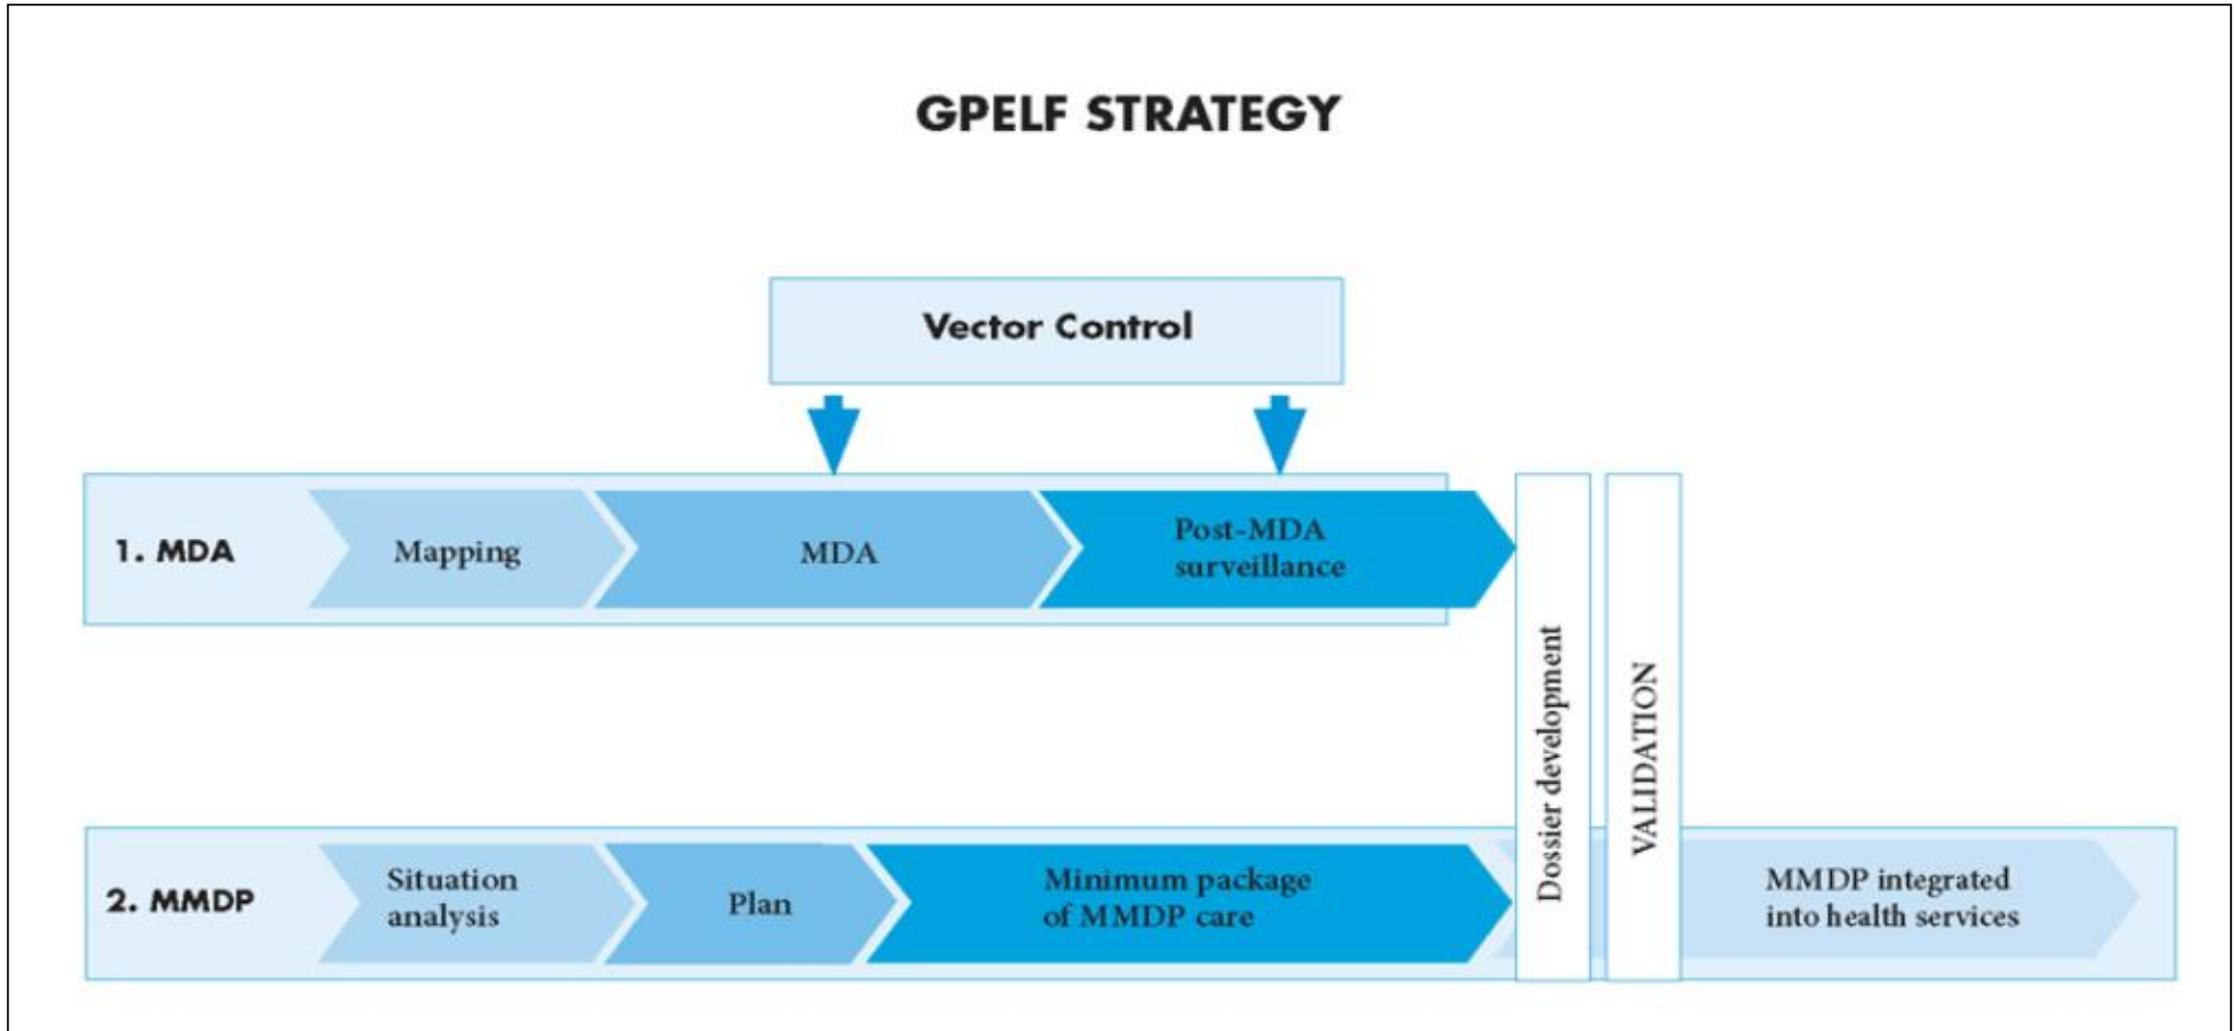 GPELF STRATEGY
Vector Control
1. MDA
Mapping
MDA
Post-MDA
surveillance
Dossier development
VALIDATION
2. MMDP
Situation
analysis
Plan
Minimum package
of MMDP care
MMDP integrated
into health services